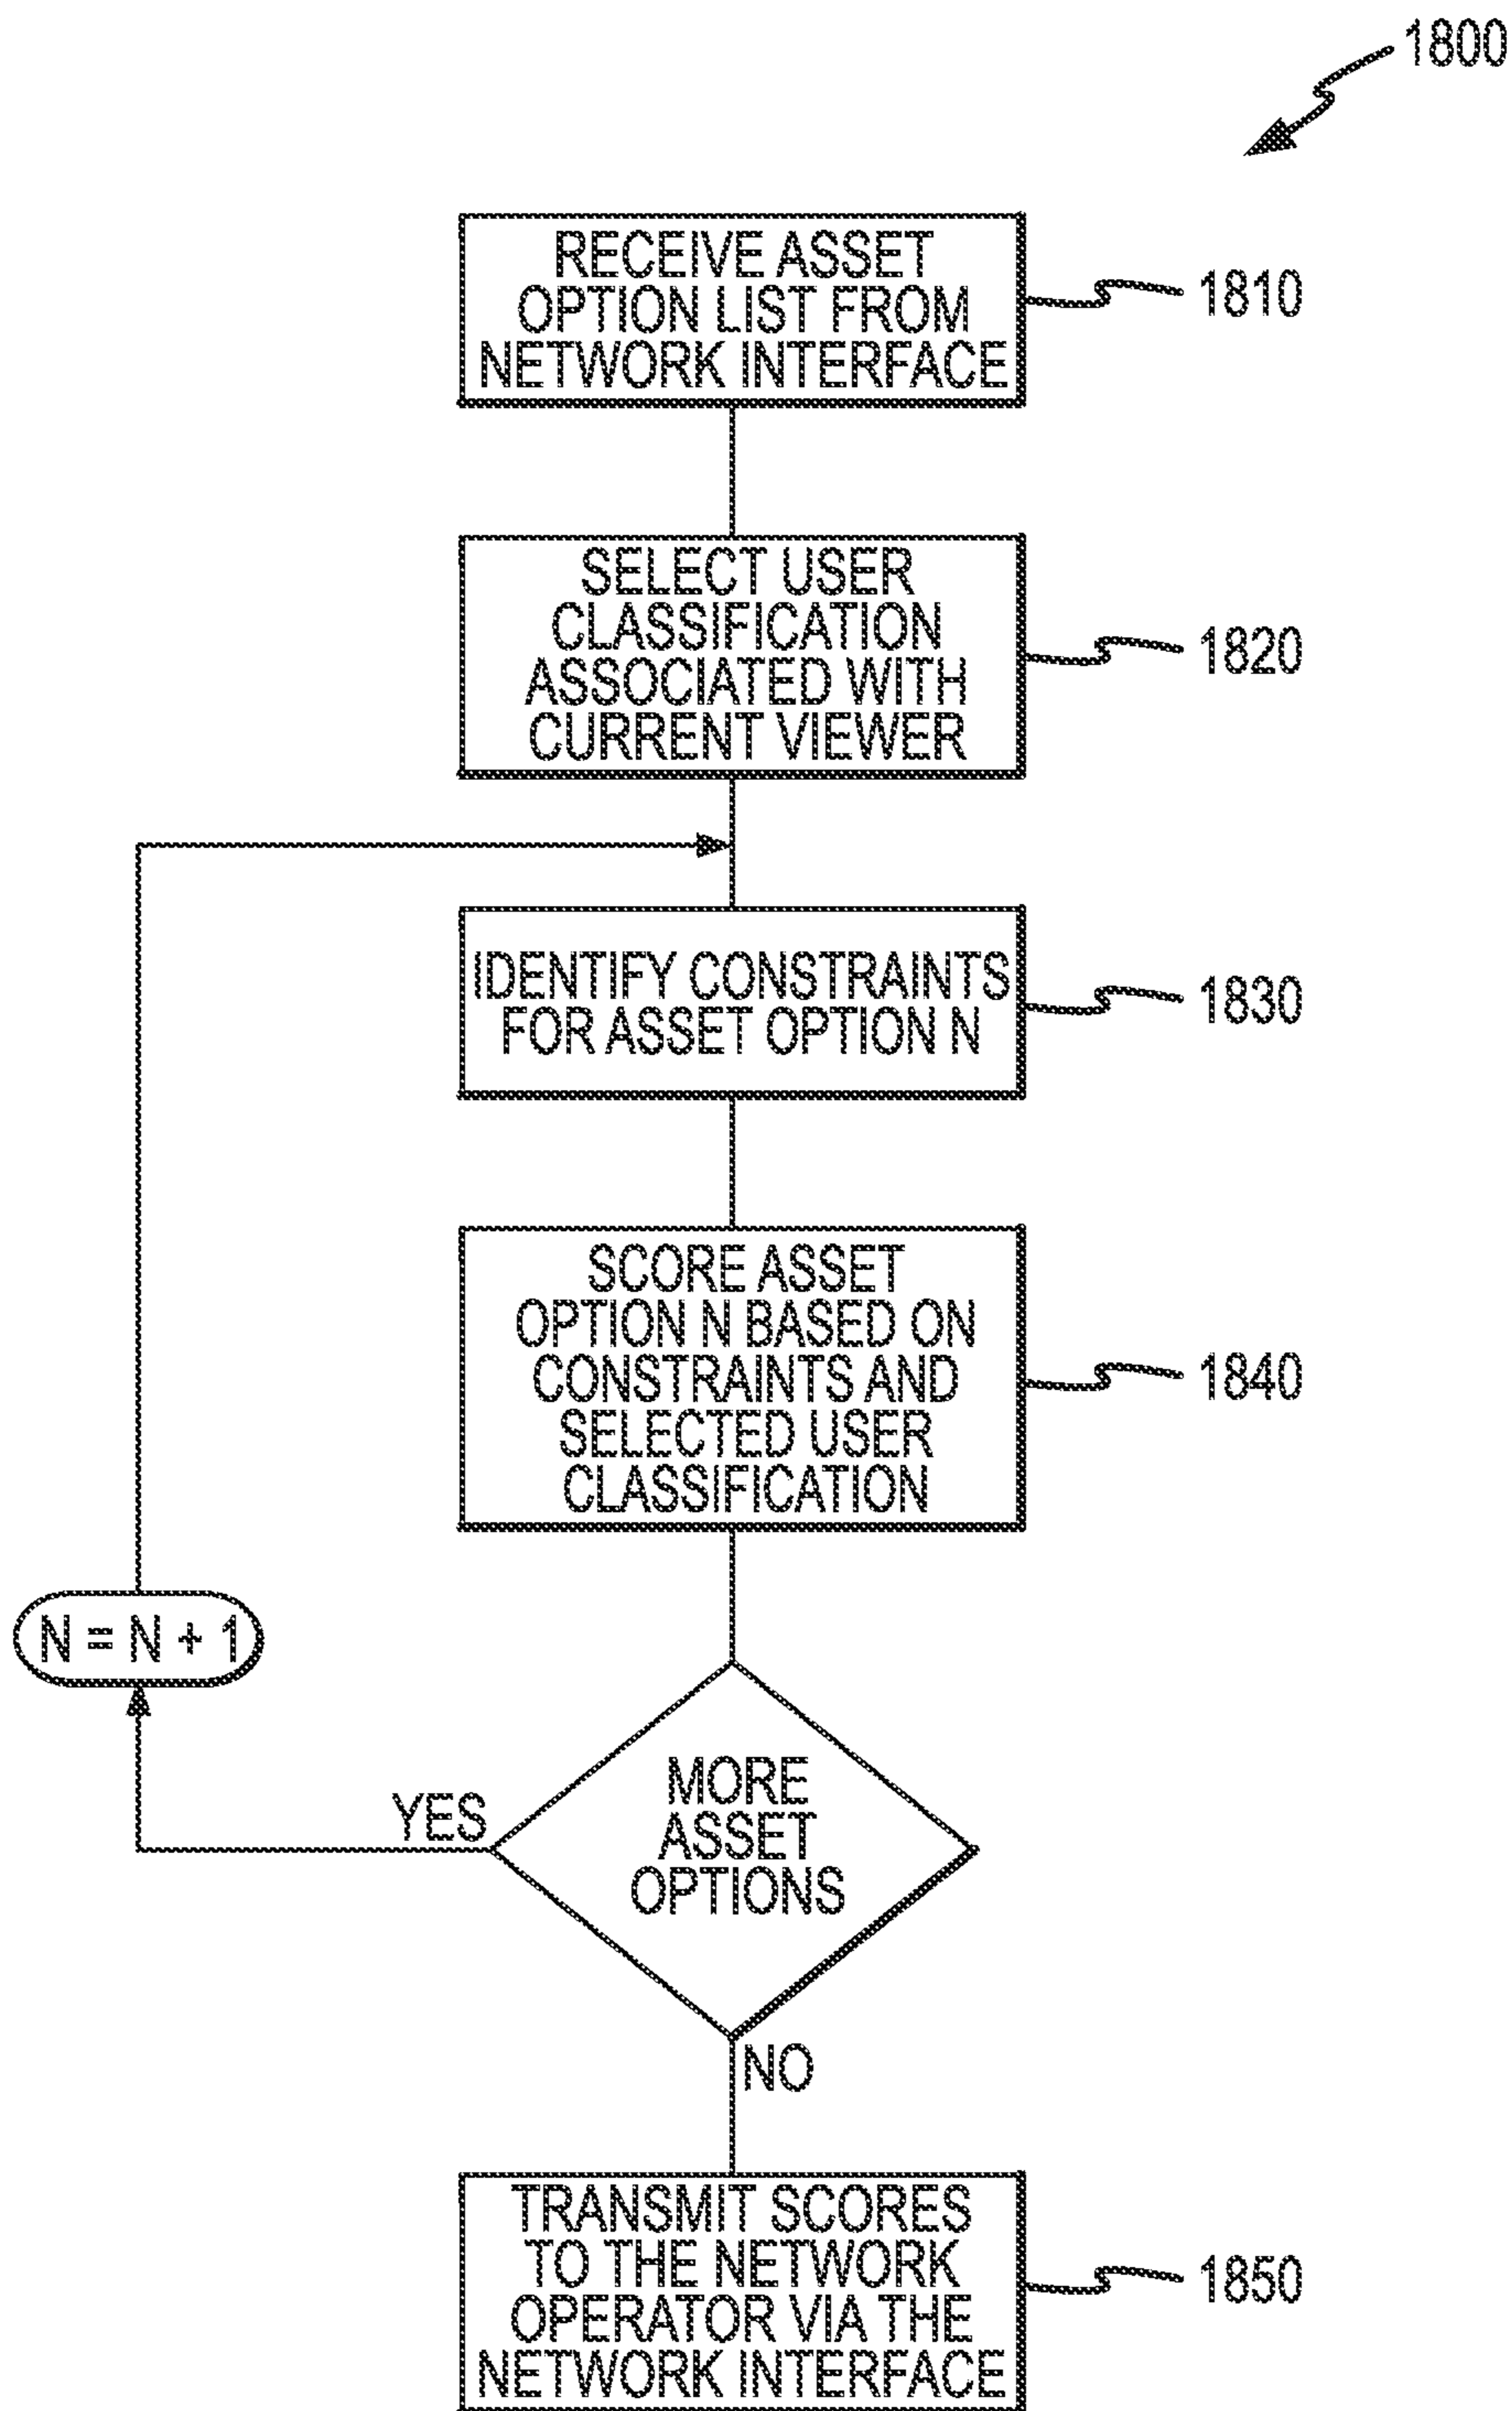 1800
RECEIVE ASSET
OPTION LIST FROM
NETWORK INTERFACE
1810
SELECT USER
CLASSIFICATION
ASSOCIATED WITH
CURRENT VIEWER
1820
IDENTIFY CONSTRAINTS
FOR ASSET OPTION N
1830
SCORE ASSET
OPTION N BASED ON
CONSTRAINTS AND
SELECTED USER
CLASSIFICATION
1840
N = N + 1
YES
MORE
ASSET
OPTIONS
NO
TRANSMIT SCORES
TO THE NETWORK
OPERATOR VIA THE
NETWORK INTERFACE
1850